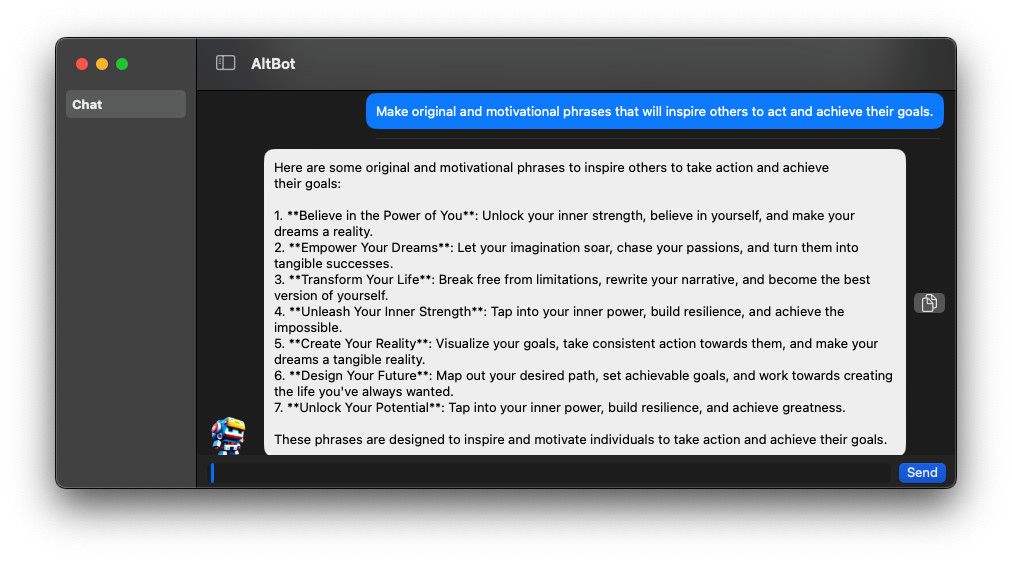 AltBot
Chat
Make original and motivational phrases that will inspire others to act and achieve their goals.
Here are some original and motivational phrases to inspire others to take action and achieve
their goals:
1. **Believe in the Power of You**: Unlock your inner strength, believe in yourself, and make your
dreams a reality.
2. **Empower Your Dreams**: Let your imagination soar, chase your passions, and turn them into
tangible successes.
3. **Transform Your Life**: Break free from limitations, rewrite your narrative, and become the best
version of yourself.
4. **Unleash Your Inner Strength**: Tap into your inner power, build resilience, and achieve the
impossible.
5. **Create Your Reality**: Visualize your goals, take consistent action towards them, and make your
dreams a tangible reality.
6. **Design Your Future**: Map out your desired path, set achievable goals, and work towards creating
the life you've always wanted.
7. **Unlock Your Potential**: Tap into your inner power, build resilience, and achieve greatness.
These phrases are designed to inspire and motivate individuals to take action and achieve their goals.
Send